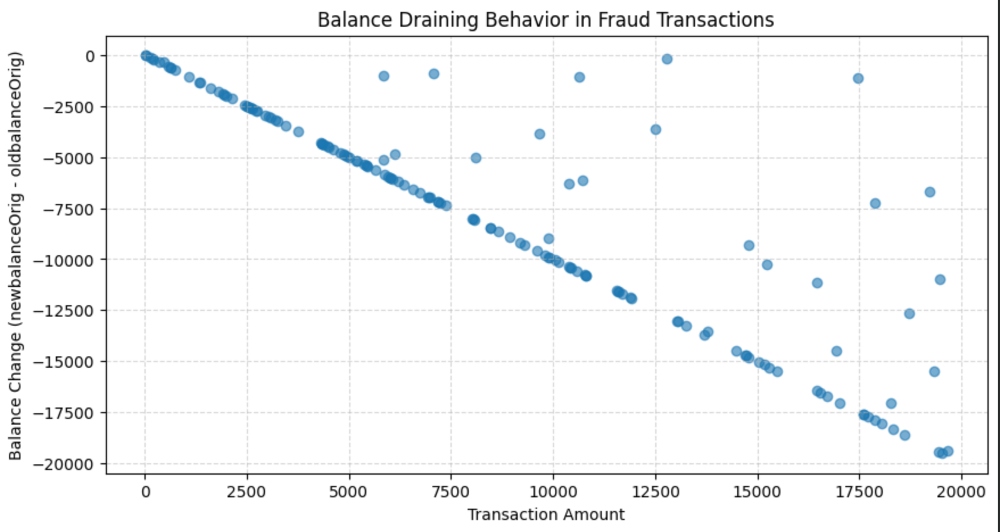 Balance Draining Behavior in Fraud Transactions
Balance Change (newbalanceOrig - oldbalanceOrig)
0
−2500
−5000
−7500
−10000
−12500
−15000
−17500
−20000
0 2500 5000 7500 10000 12500 15000 17500 20000
Transaction Amount